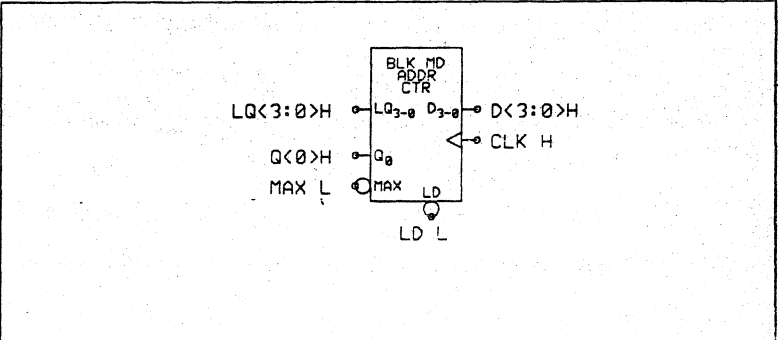 BLK MD
ADDR
CTR
LQ<3:0>H LQ3-0 D3-0 D<3:0>H
CLK H
Q<0>H Q0
MAX L MAX LD
LD L